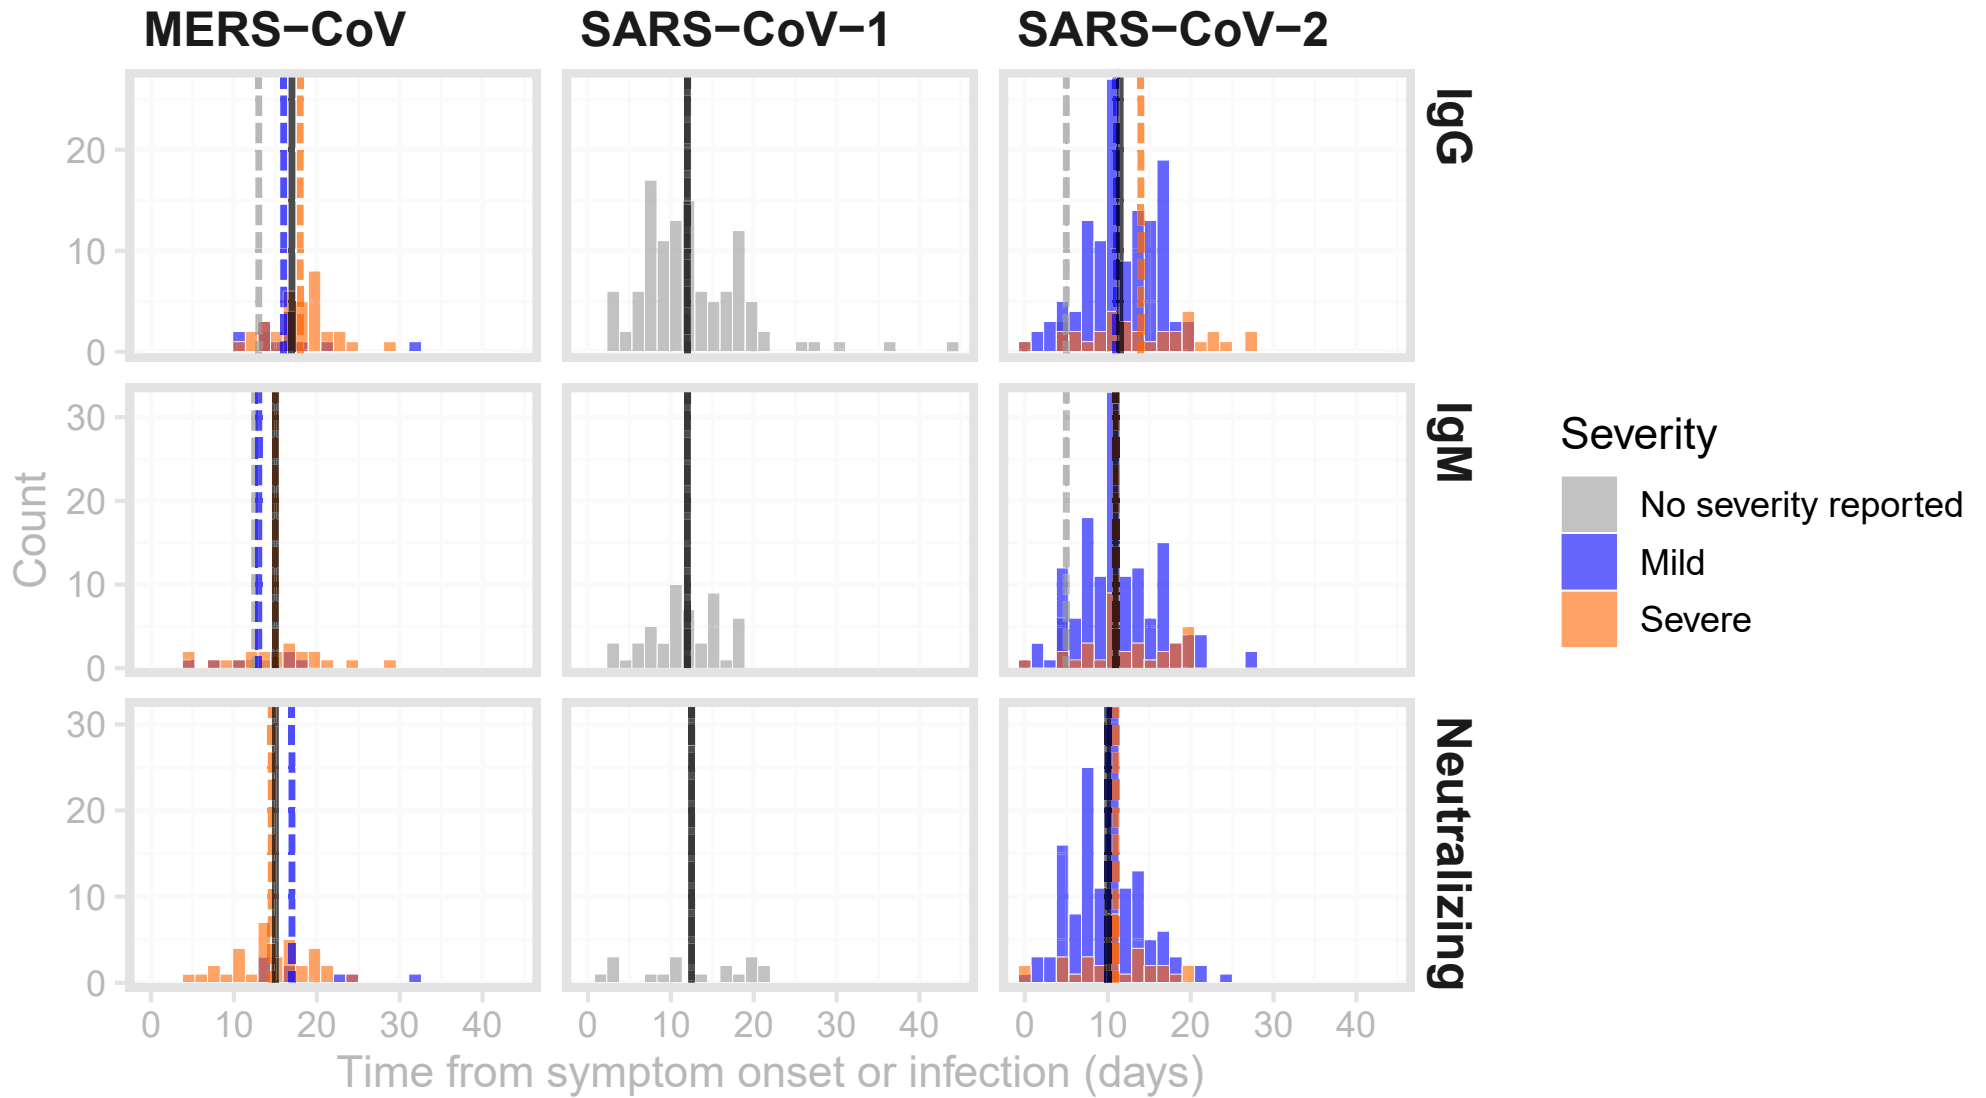 MERS−CoV SARS−CoV−1 SARS−CoV−2
20
10
0
IgG
30
20
10
0
IgM
30
20
10
0
Neutralizing
Count
0 10 20 30 40 0 10 20 30 40 0 10 20 30 40
Time from symptom onset or infection (days)
Severity
No severity reported
Mild
Severe